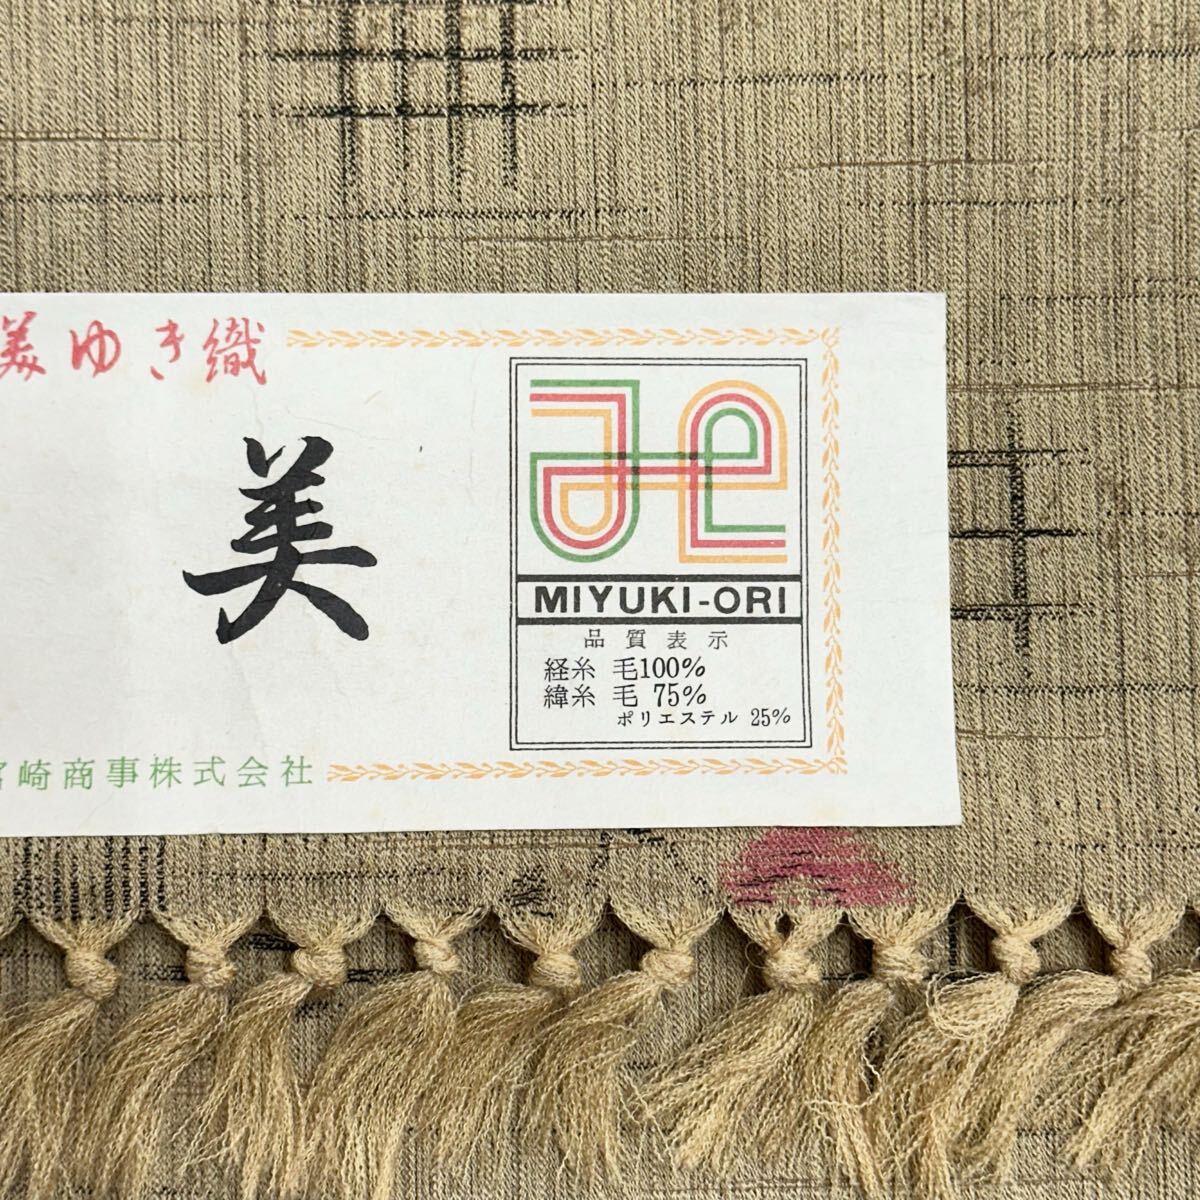 美ゆき織
美
MIYUKI-ORI
品質表示
経糸 毛100%
緯糸 毛 75%
ポリエステル 25%
宮崎商事株式会社